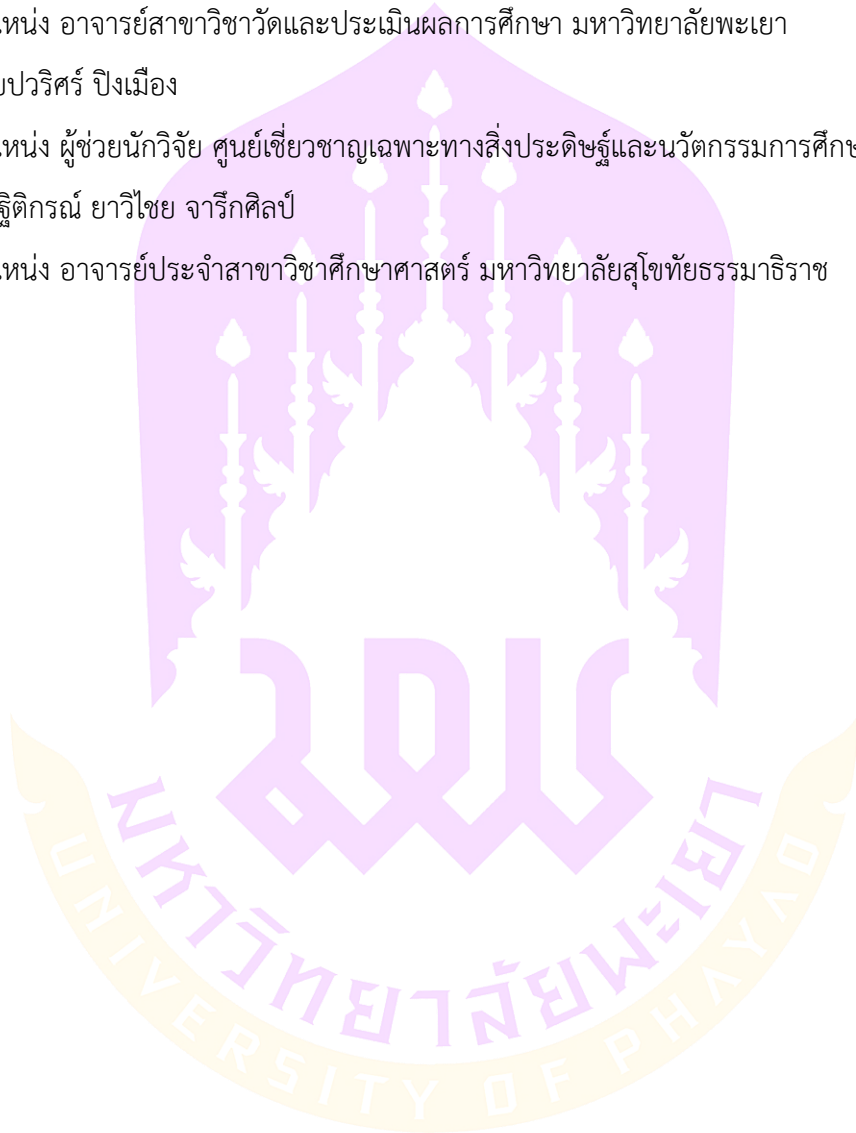 หน่ง อาจารย์สาขาวิชาวัดและประเมินผลการศึกษา มหาวิทยาลัยพะเยา
ปวริศร์ ปิงเมือง
หน่ง ผู้ช่วยนักวิจัย ศูนย์เชี่ยวชาญเฉพาะทางสิ่งประดิษฐ์และนวัตกรรมการศึกษ
ฐิติกรณ์ ยาวิไชย จารึกศิลป์
หน่ง อาจารย์ประจำสาขาวิชาศึกษาศาสตร์ มหาวิทยาลัยสุโขทัยธรรมาธิราช
มหาวิทยาลัยพะเยา
UNIVERSITY OF PHAYAO